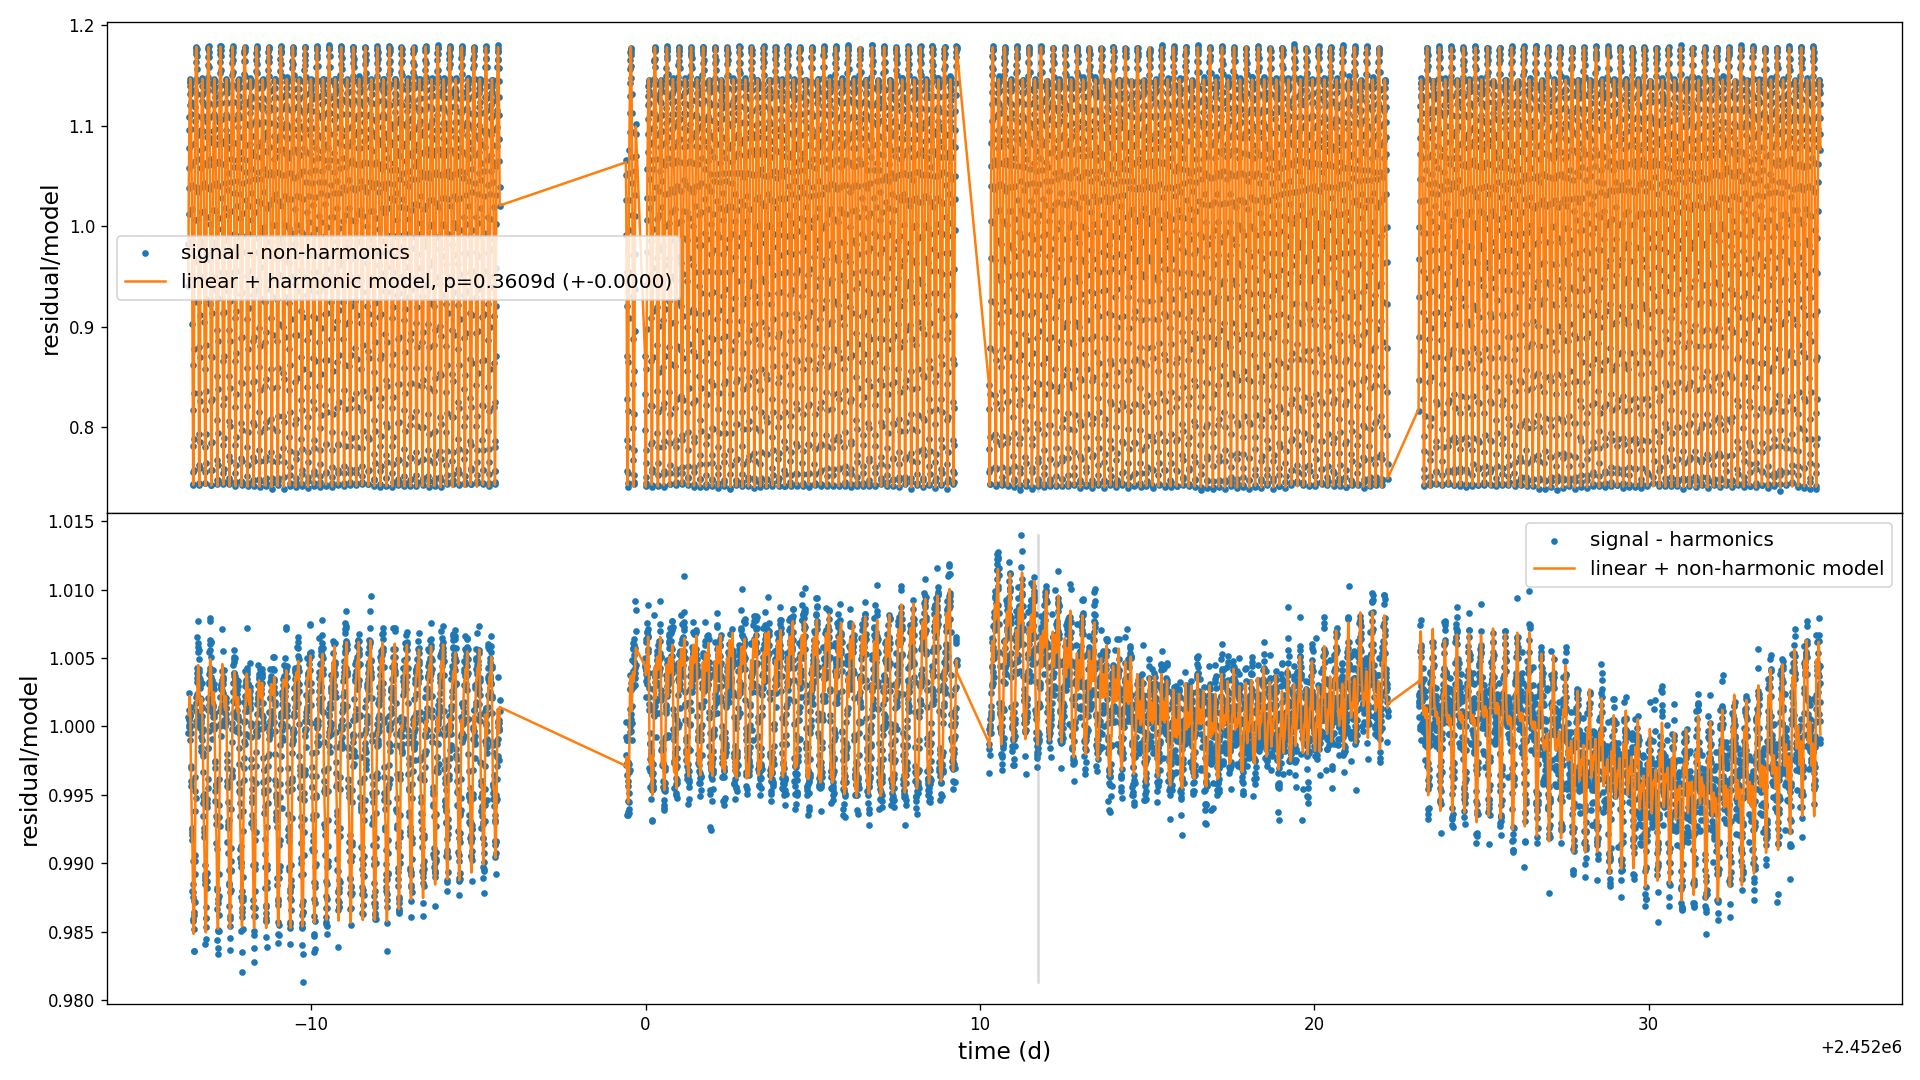 1.2
1.1
1.0
0.9
0.8
residual/model
signal - non-harmonics
linear + harmonic model, p=0.3609d (+-0.0000)
1.015
1.010
1.005
1.000
0.995
0.990
0.985
0.980
residual/model
signal - harmonics
linear + non-harmonic model
−10
0
10
20
30
time (d)
+2.452e6